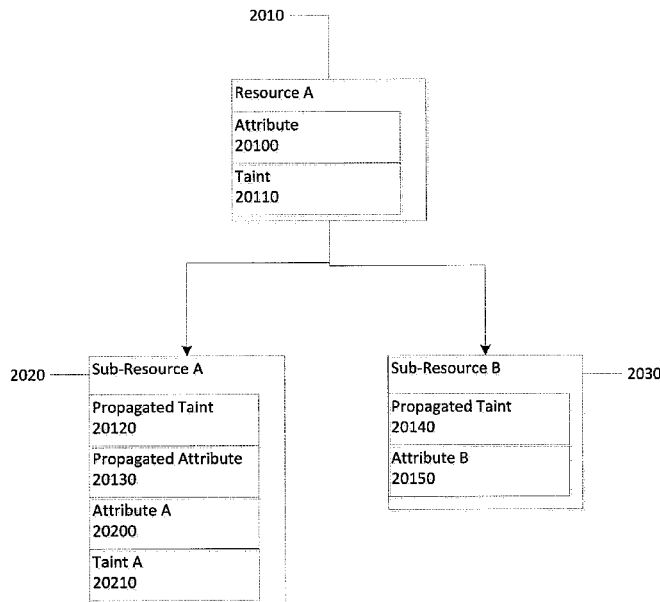 2010
Resource A
Attribute
20100
Taint
20110
2020
Sub-Resource A
Propagated Taint
20120
Propagated Attribute
20130
Attribute A
20200
Taint A
20210
Sub-Resource B
2030
Propagated Taint
20140
Attribute B
20150